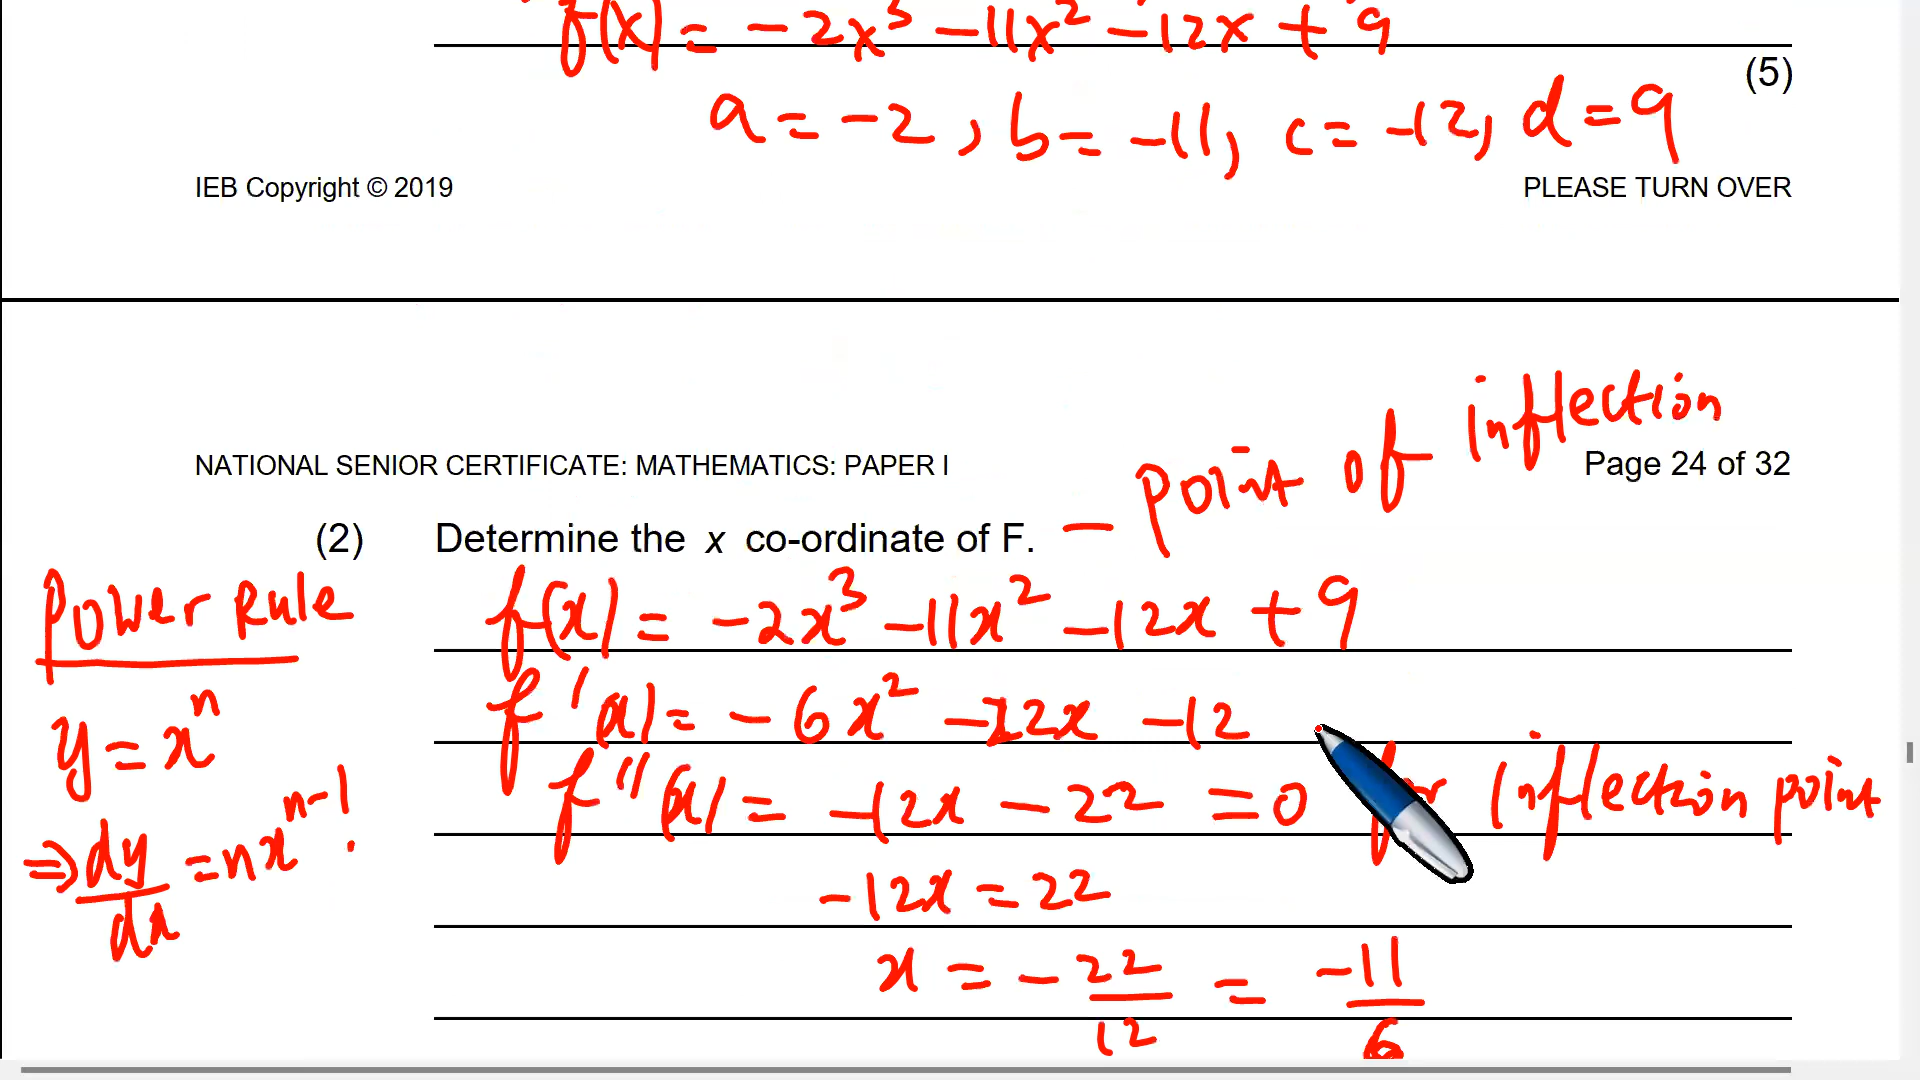 f(x) = -2x³ -11x² -12x + 9
(5)
a = -2, b = -11, c = -12, d = 9
IEB Copyright © 2019 PLEASE TURN OVER
NATIONAL SENIOR CERTIFICATE: MATHEMATICS: PAPER I Page 24 of 32
(2) Determine the x co-ordinate of F. - point of inflection
Power Rule
y = xⁿ
⇒ dy/dx = nxⁿ⁻¹.
f(x) = -2x³ -11x² -12x + 9
f'(x) = -6x² -22x -12
f''(x) = -12x - 22 = 0 for inflection point
-12x = 22
x = -22/12 = -11/6